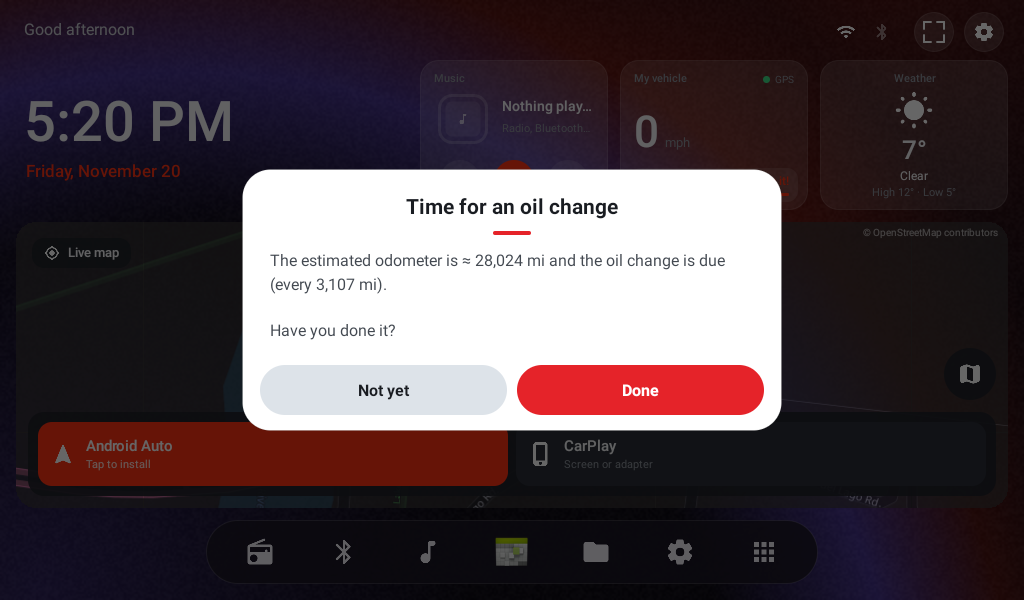 Good afternoon
5:20 PM
Friday, November 20
Music
Nothing play...
Radio, Bluetooth...
My vehicle
GPS
0 mph
Weather
7°
Clear
High 12° · Low 5°
Live map
© OpenStreetMap contributors
Time for an oil change
The estimated odometer is ≈ 28,024 mi and the oil change is due
(every 3,107 mi).
Have you done it?
Not yet
Done
Android Auto
Tap to install
CarPlay
Screen or adapter